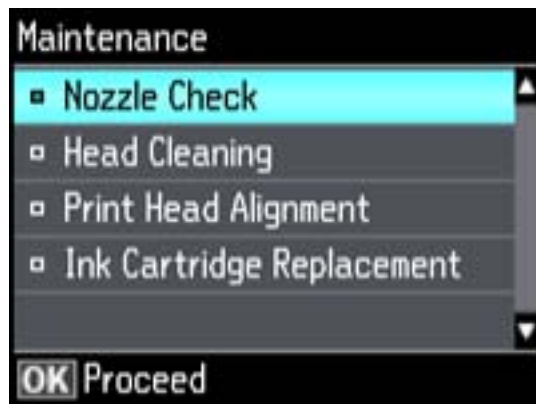 Maintenance
Nozzle Check
Head Cleaning
Print Head Alignment
Ink Cartridge Replacement
OK Proceed